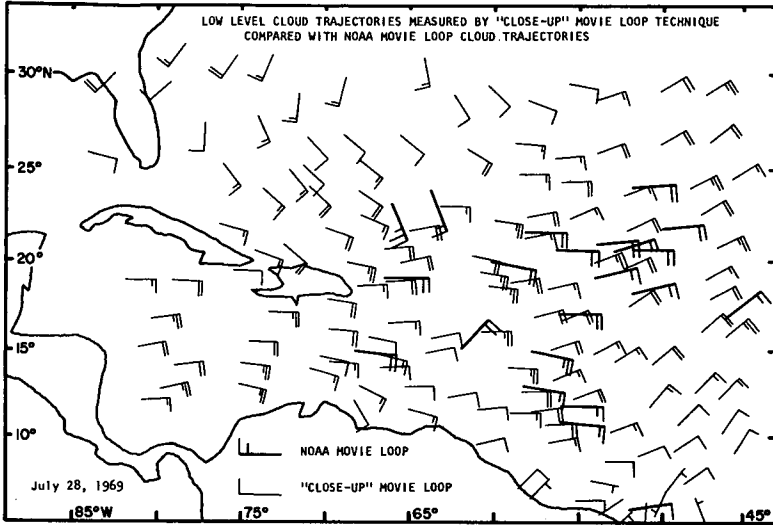 LOW LEVEL CLOUD TRAJECTORIES MEASURED BY "CLOSE-UP" MOVIE LOOP TECHNIQUE
COMPARED WITH NOAA MOVIE LOOP CLOUD TRAJECTORIES
30°N
25°
20°
15°
10°
NOAA MOVIE LOOP
"CLOSE-UP" MOVIE LOOP
July 28, 1969
85°W
75°
65°
55°
45°